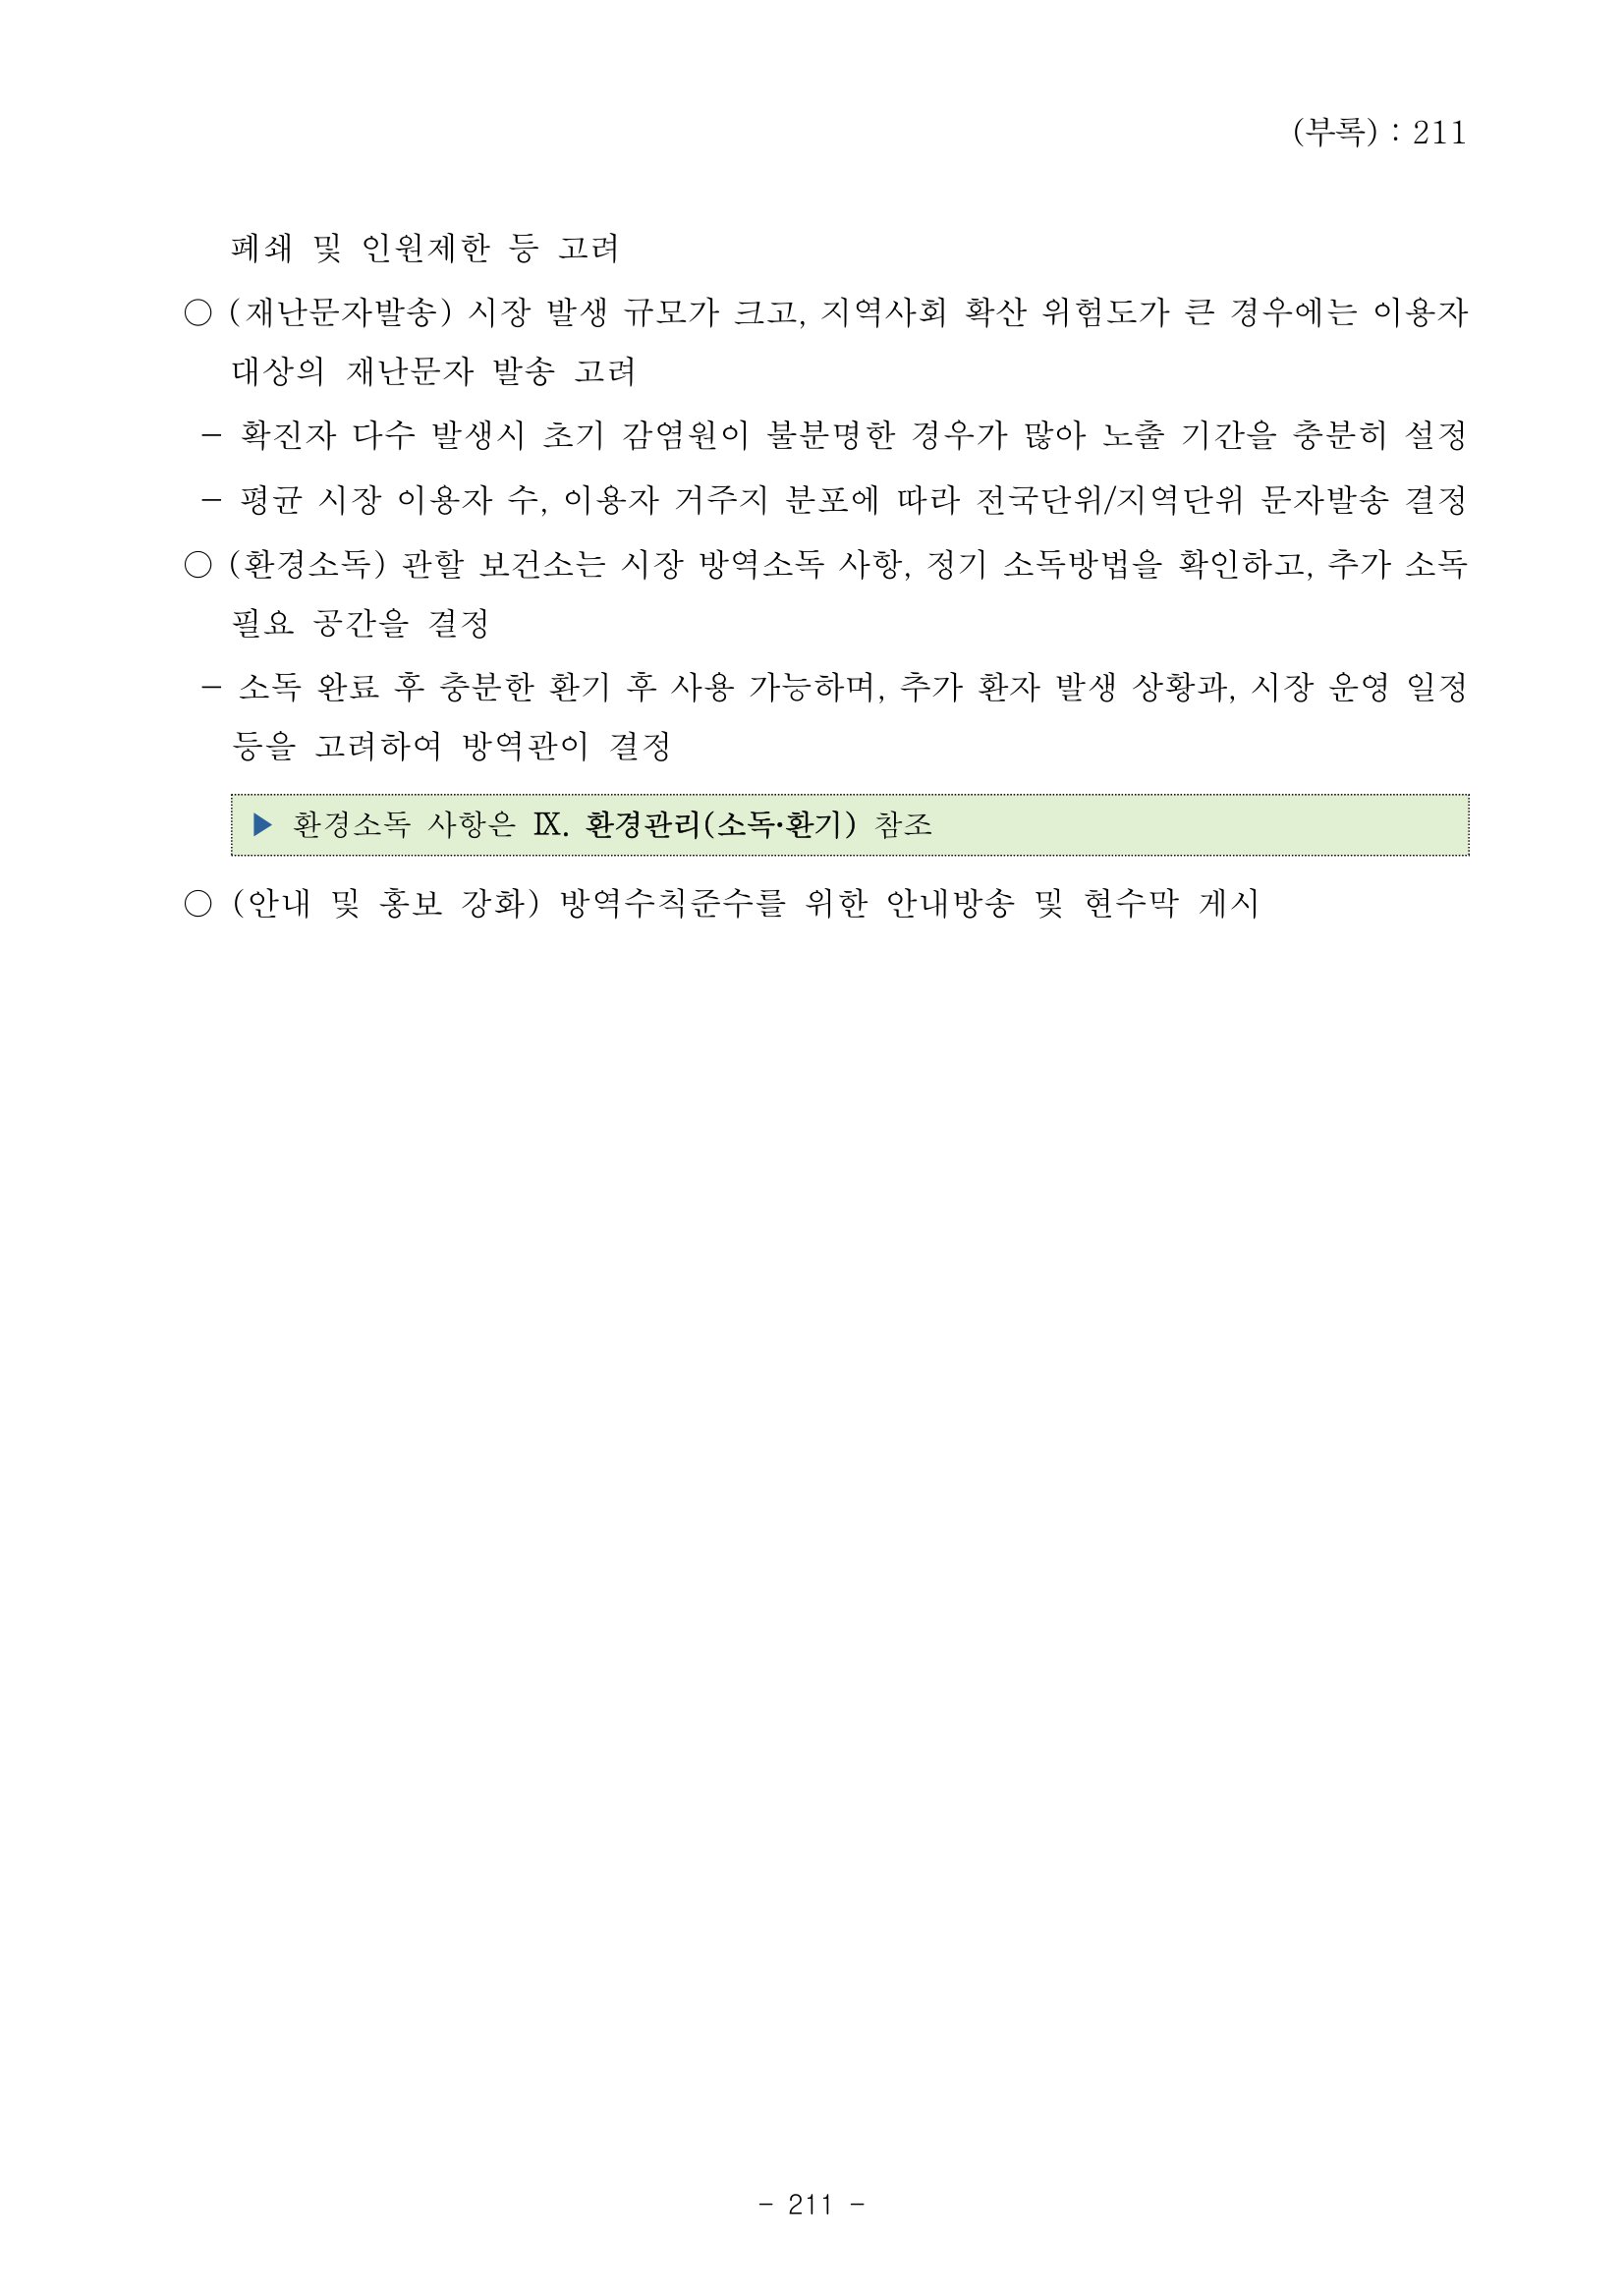 (부록) : 211
폐쇄 및 인원제한 등 고려
○ (재난문자발송) 시장 발생 규모가 크고, 지역사회 확산 위험도가 큰 경우에는 이용자
대상의 재난문자 발송 고려
- 확진자 다수 발생시 초기 감염원이 불분명한 경우가 많아 노출 기간을 충분히 설정
- 평균 시장 이용자 수, 이용자 거주지 분포에 따라 전국단위/지역단위 문자발송 결정
○ (환경소독) 관할 보건소는 시장 방역소독 사항, 정기 소독방법을 확인하고, 추가 소독
필요 공간을 결정
- 소독 완료 후 충분한 환기 후 사용 가능하며, 추가 환자 발생 상황과, 시장 운영 일정
등을 고려하여 방역관이 결정
▶ 환경소독 사항은 Ⅸ. 환경관리(소독·환기) 참조
○ (안내 및 홍보 강화) 방역수칙준수를 위한 안내방송 및 현수막 게시
- 211 -